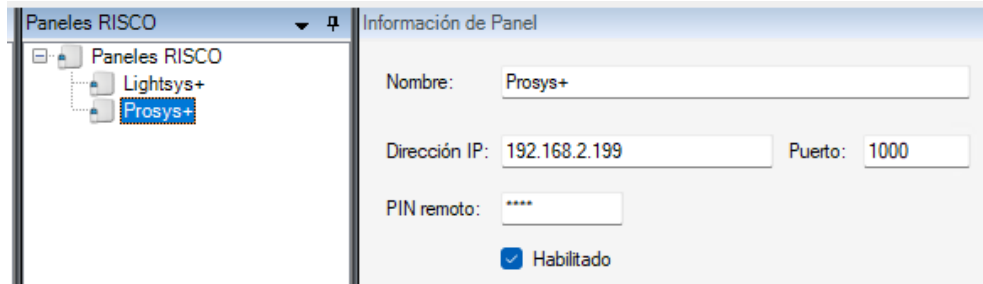 Paneles RISCO
Paneles RISCO
Lightsys+
Prosys+
Información de Panel
Nombre: Prosys+
Dirección IP: 192.168.2.199 Puerto: 1000
PIN remoto: ****
Habilitado